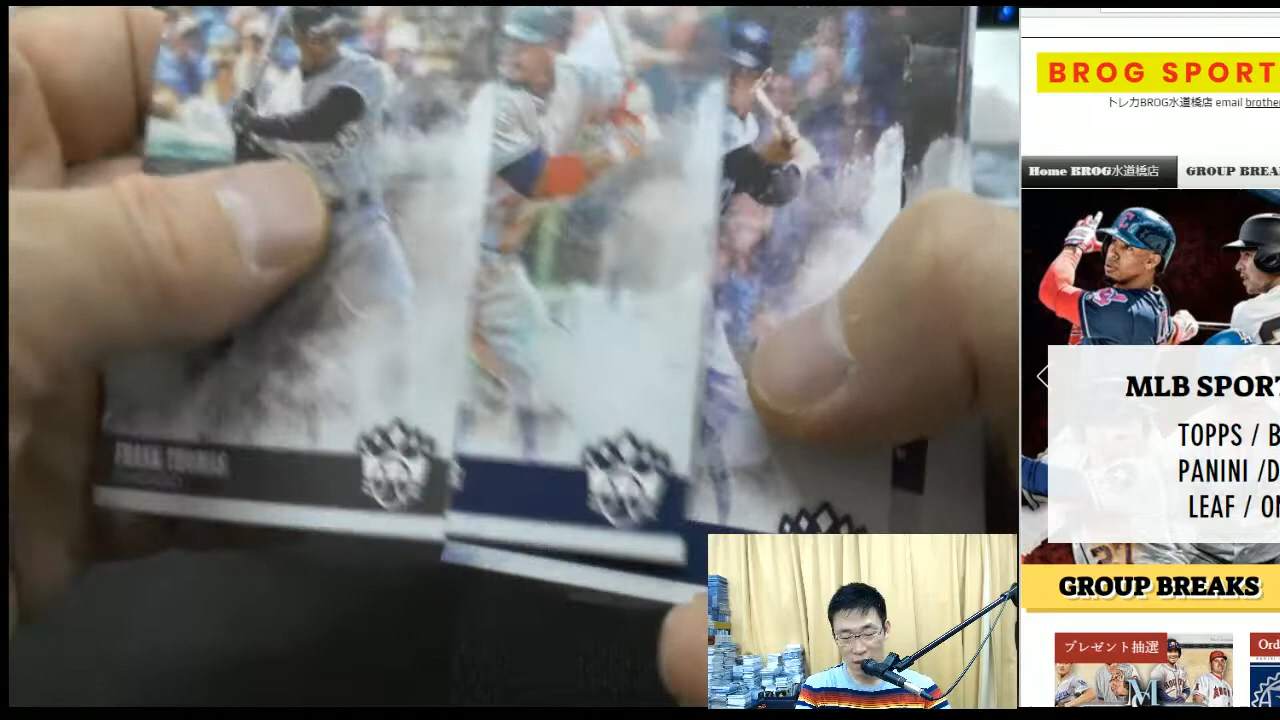 FRANK THOMAS
BROG SPORT
トレカBROG水道橋店 email brothe
Home BROG水道橋店
GROUP BREA
MLB SPORT
TOPPS / B
PANINI /D
LEAF / O
GROUP BREAKS
プレゼント抽選
Ord
M